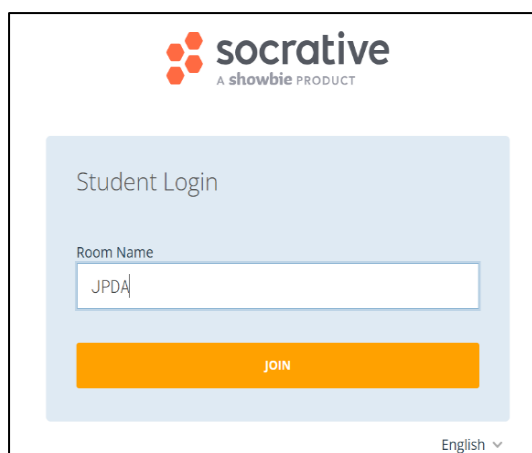 socrative
A showbie PRODUCT
Student Login
Room Name
JPDA
JOIN
English